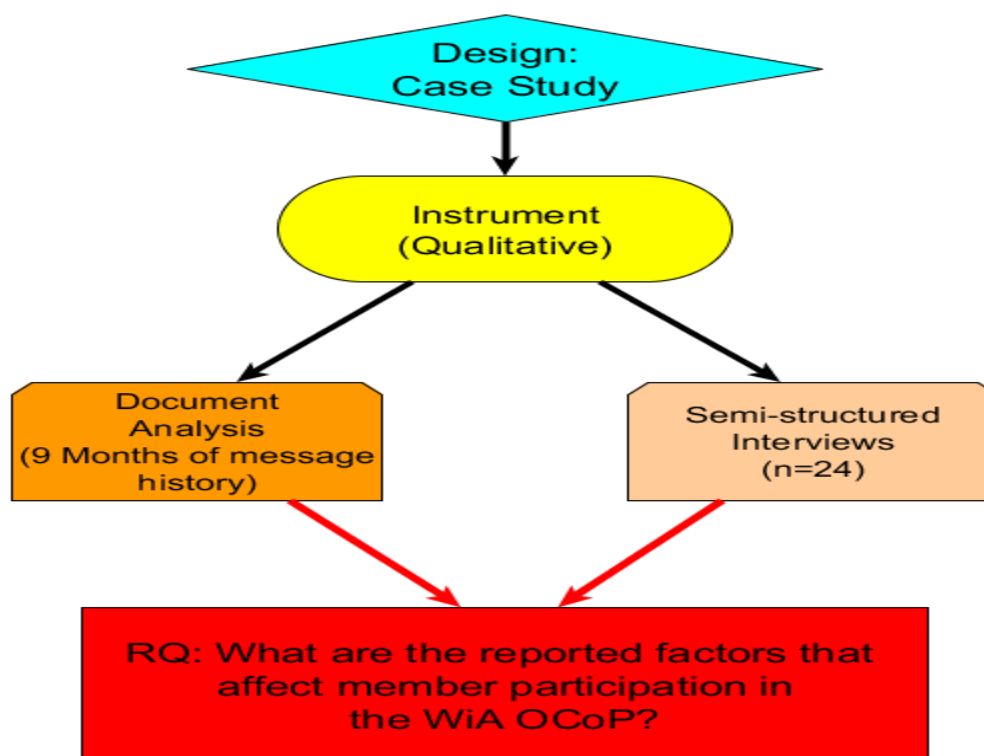 Design:
Case Study
Instrument
(Qualitative)
Document
Analysis
(9 Months of message
history)
Semi-structured
Interviews
(n=24)
RQ: What are the reported factors that
affect member participation in
the WiA OCoP?